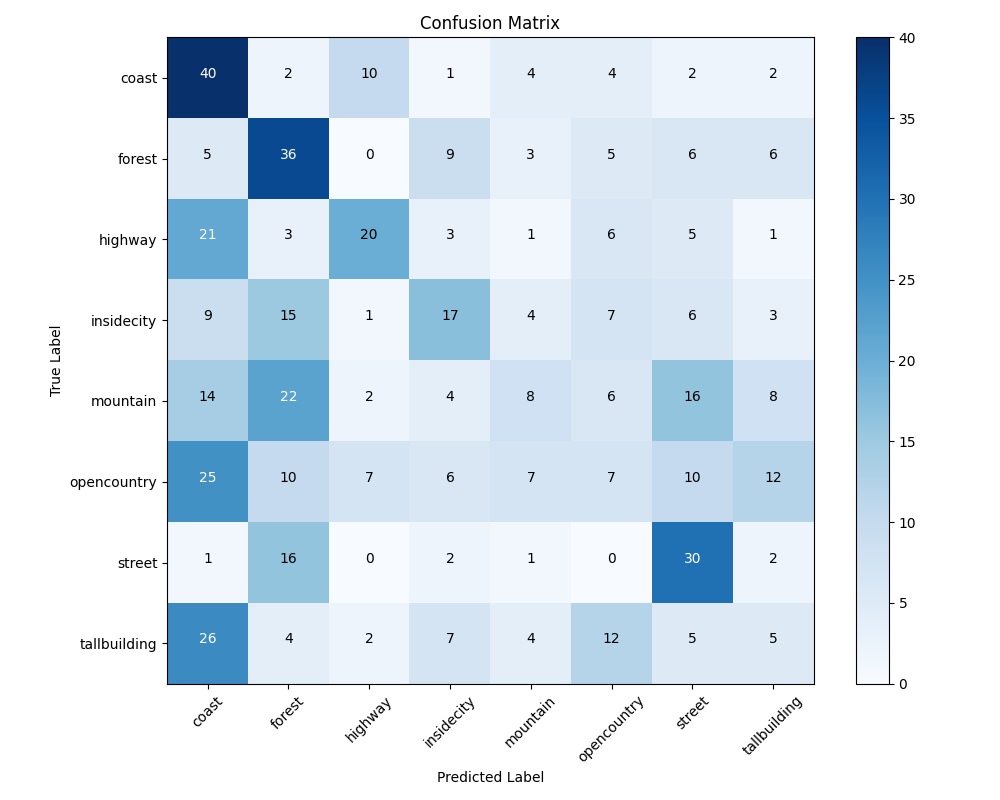 Confusion Matrix
coast 40 2 10 1 4 4 2 2
forest 5 36 0 9 3 5 6 6
highway 21 3 20 3 1 6 5 1
insidecity 9 15 1 17 4 7 6 3
mountain 14 22 2 4 8 6 16 8
opencountry 25 10 7 6 7 7 10 12
street 1 16 0 2 1 0 30 2
tallbuilding 26 4 2 7 4 12 5 5
coast forest highway insidecity mountain opencountry street tallbuilding
Predicted Label
True Label
40
35
30
25
20
15
10
5
0